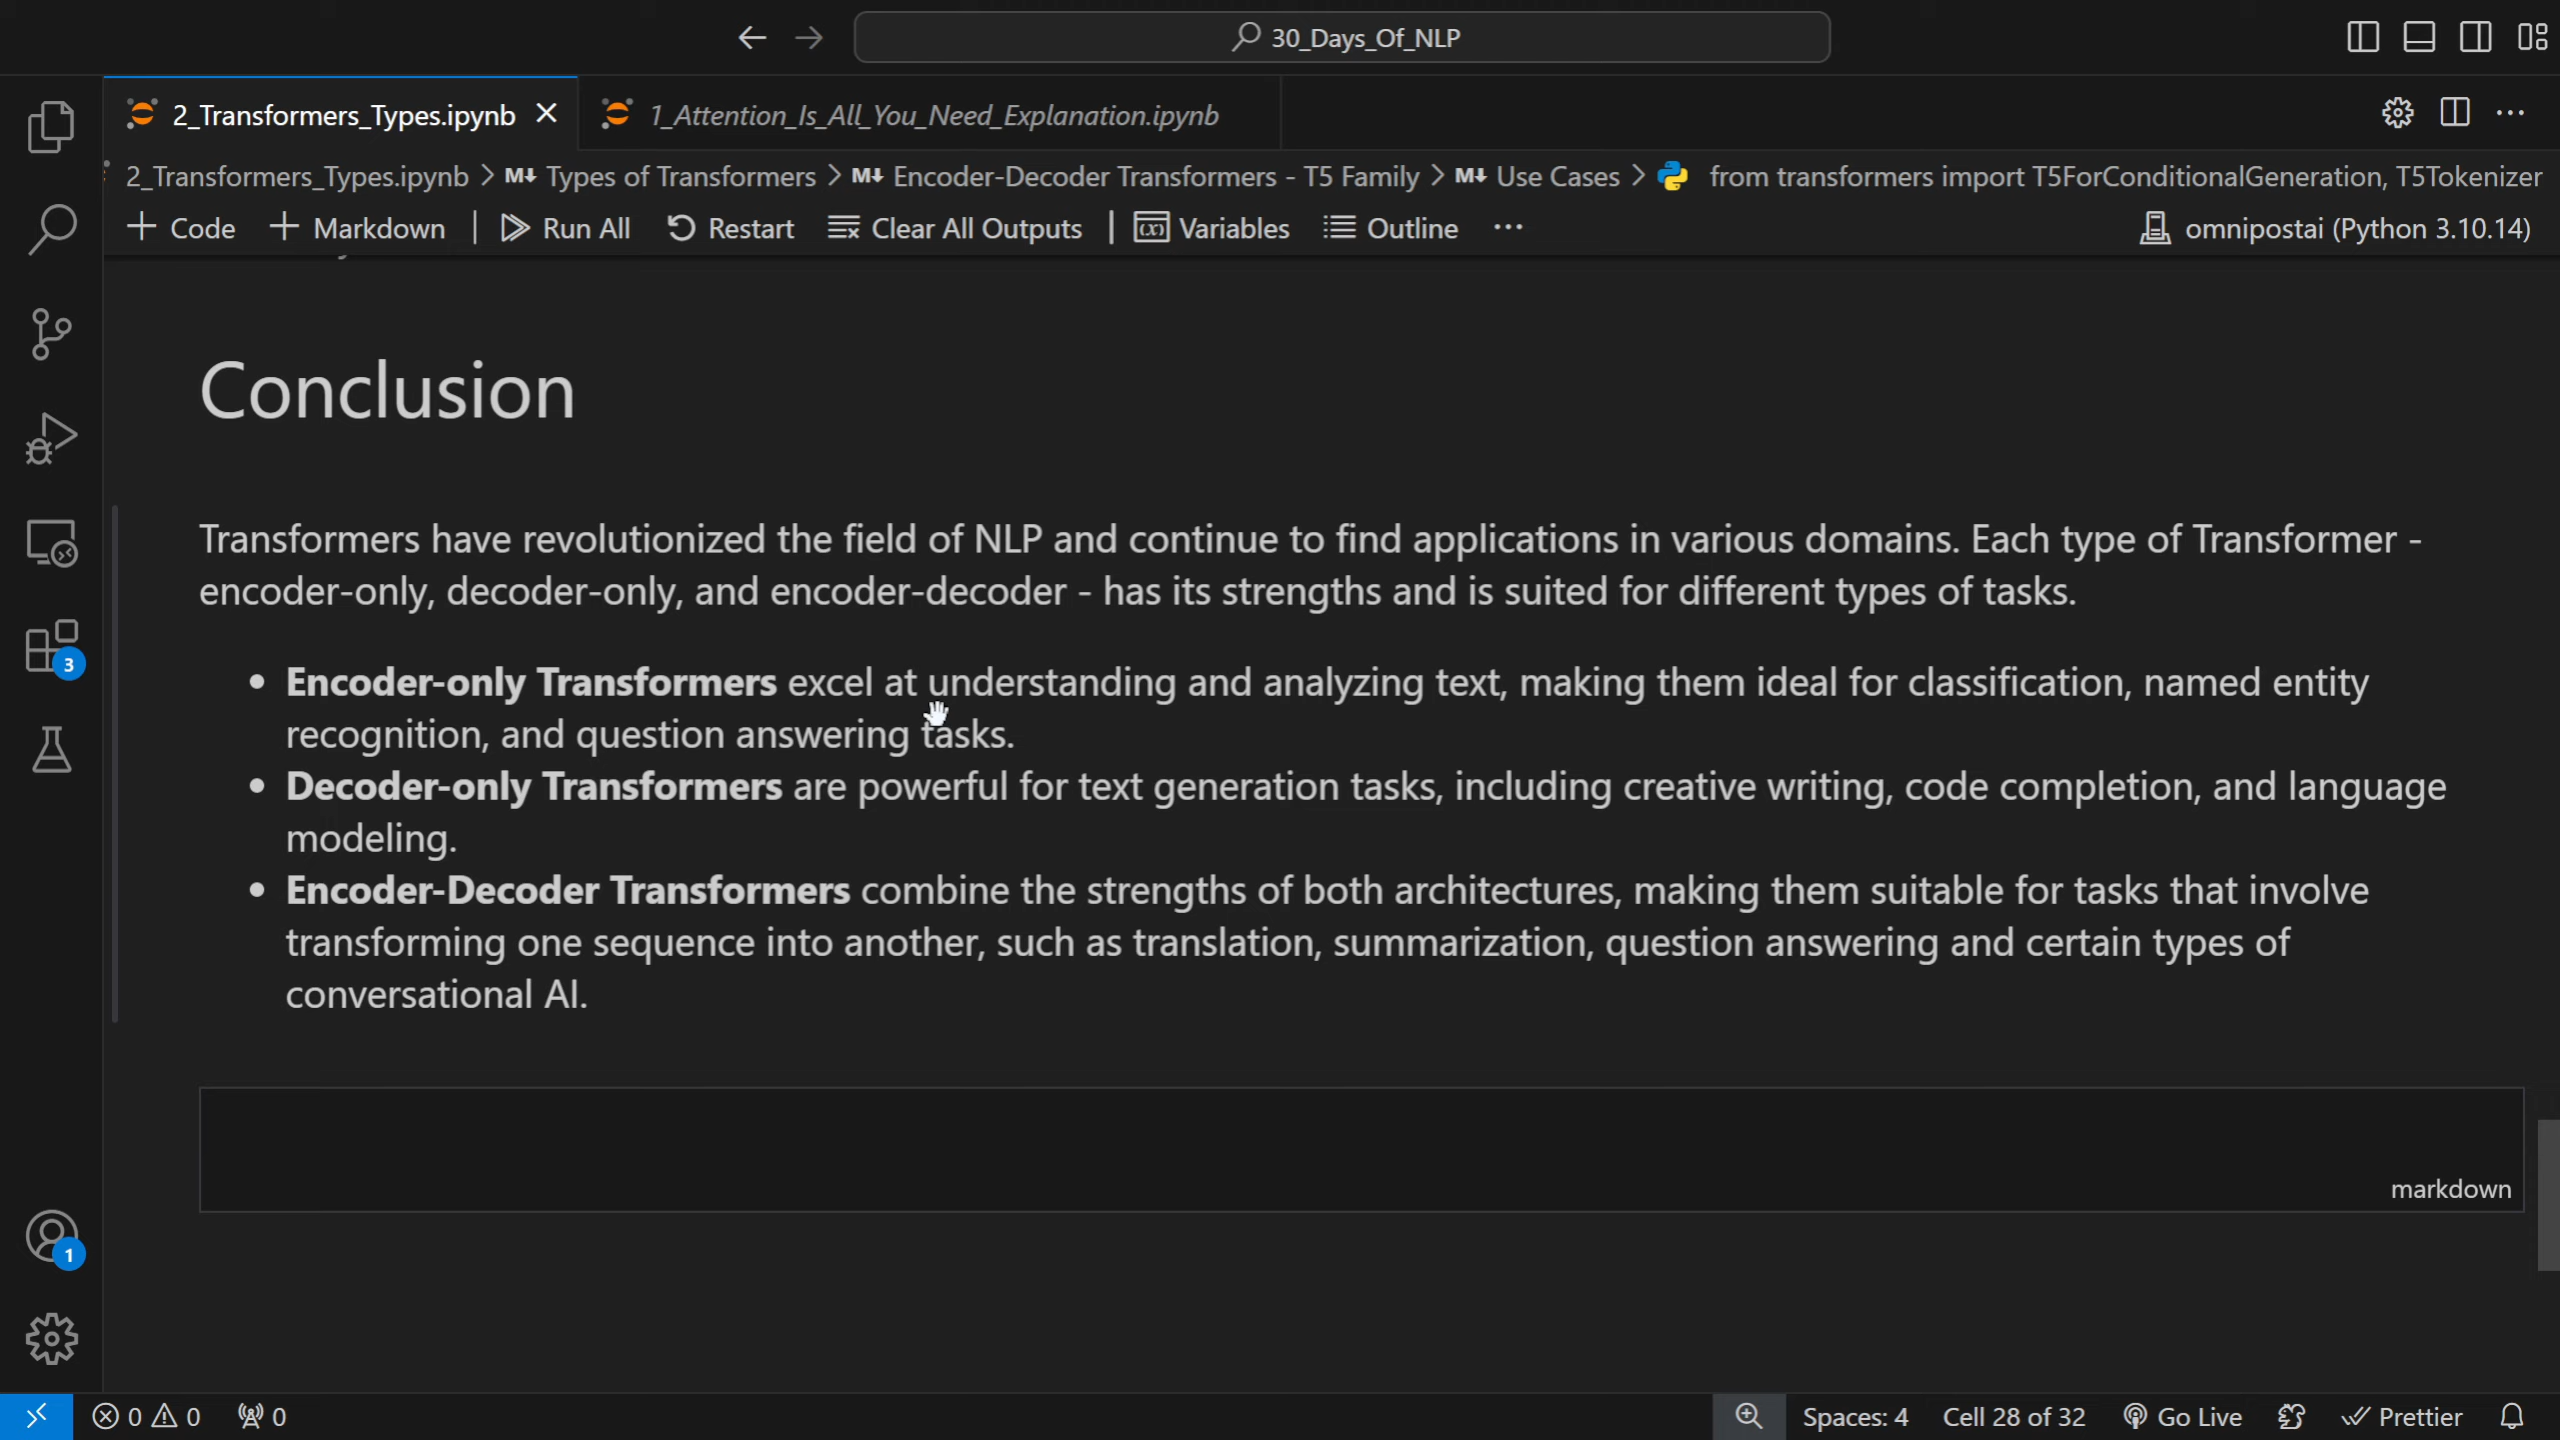 30_Days_Of_NLP
2_Transformers_Types.ipynb
1_Attention_Is_All_You_Need_Explanation.ipynb
2_Transformers_Types.ipynb > M↓ Types of Transformers > M↓ Encoder-Decoder Transformers - T5 Family > M↓ Use Cases > from transformers import T5ForConditionalGeneration, T5Tokenizer
+ Code + Markdown | Run All Restart Clear All Outputs | Variables Outline ···
omnipostai (Python 3.10.14)
Conclusion
Transformers have revolutionized the field of NLP and continue to find applications in various domains. Each type of Transformer -
encoder-only, decoder-only, and encoder-decoder - has its strengths and is suited for different types of tasks.
• Encoder-only Transformers excel at understanding and analyzing text, making them ideal for classification, named entity
recognition, and question answering tasks.
• Decoder-only Transformers are powerful for text generation tasks, including creative writing, code completion, and language
modeling.
• Encoder-Decoder Transformers combine the strengths of both architectures, making them suitable for tasks that involve
transforming one sequence into another, such as translation, summarization, question answering and certain types of
conversational AI.
markdown
3
1
0 0 0
Spaces: 4 Cell 28 of 32 Go Live Prettier